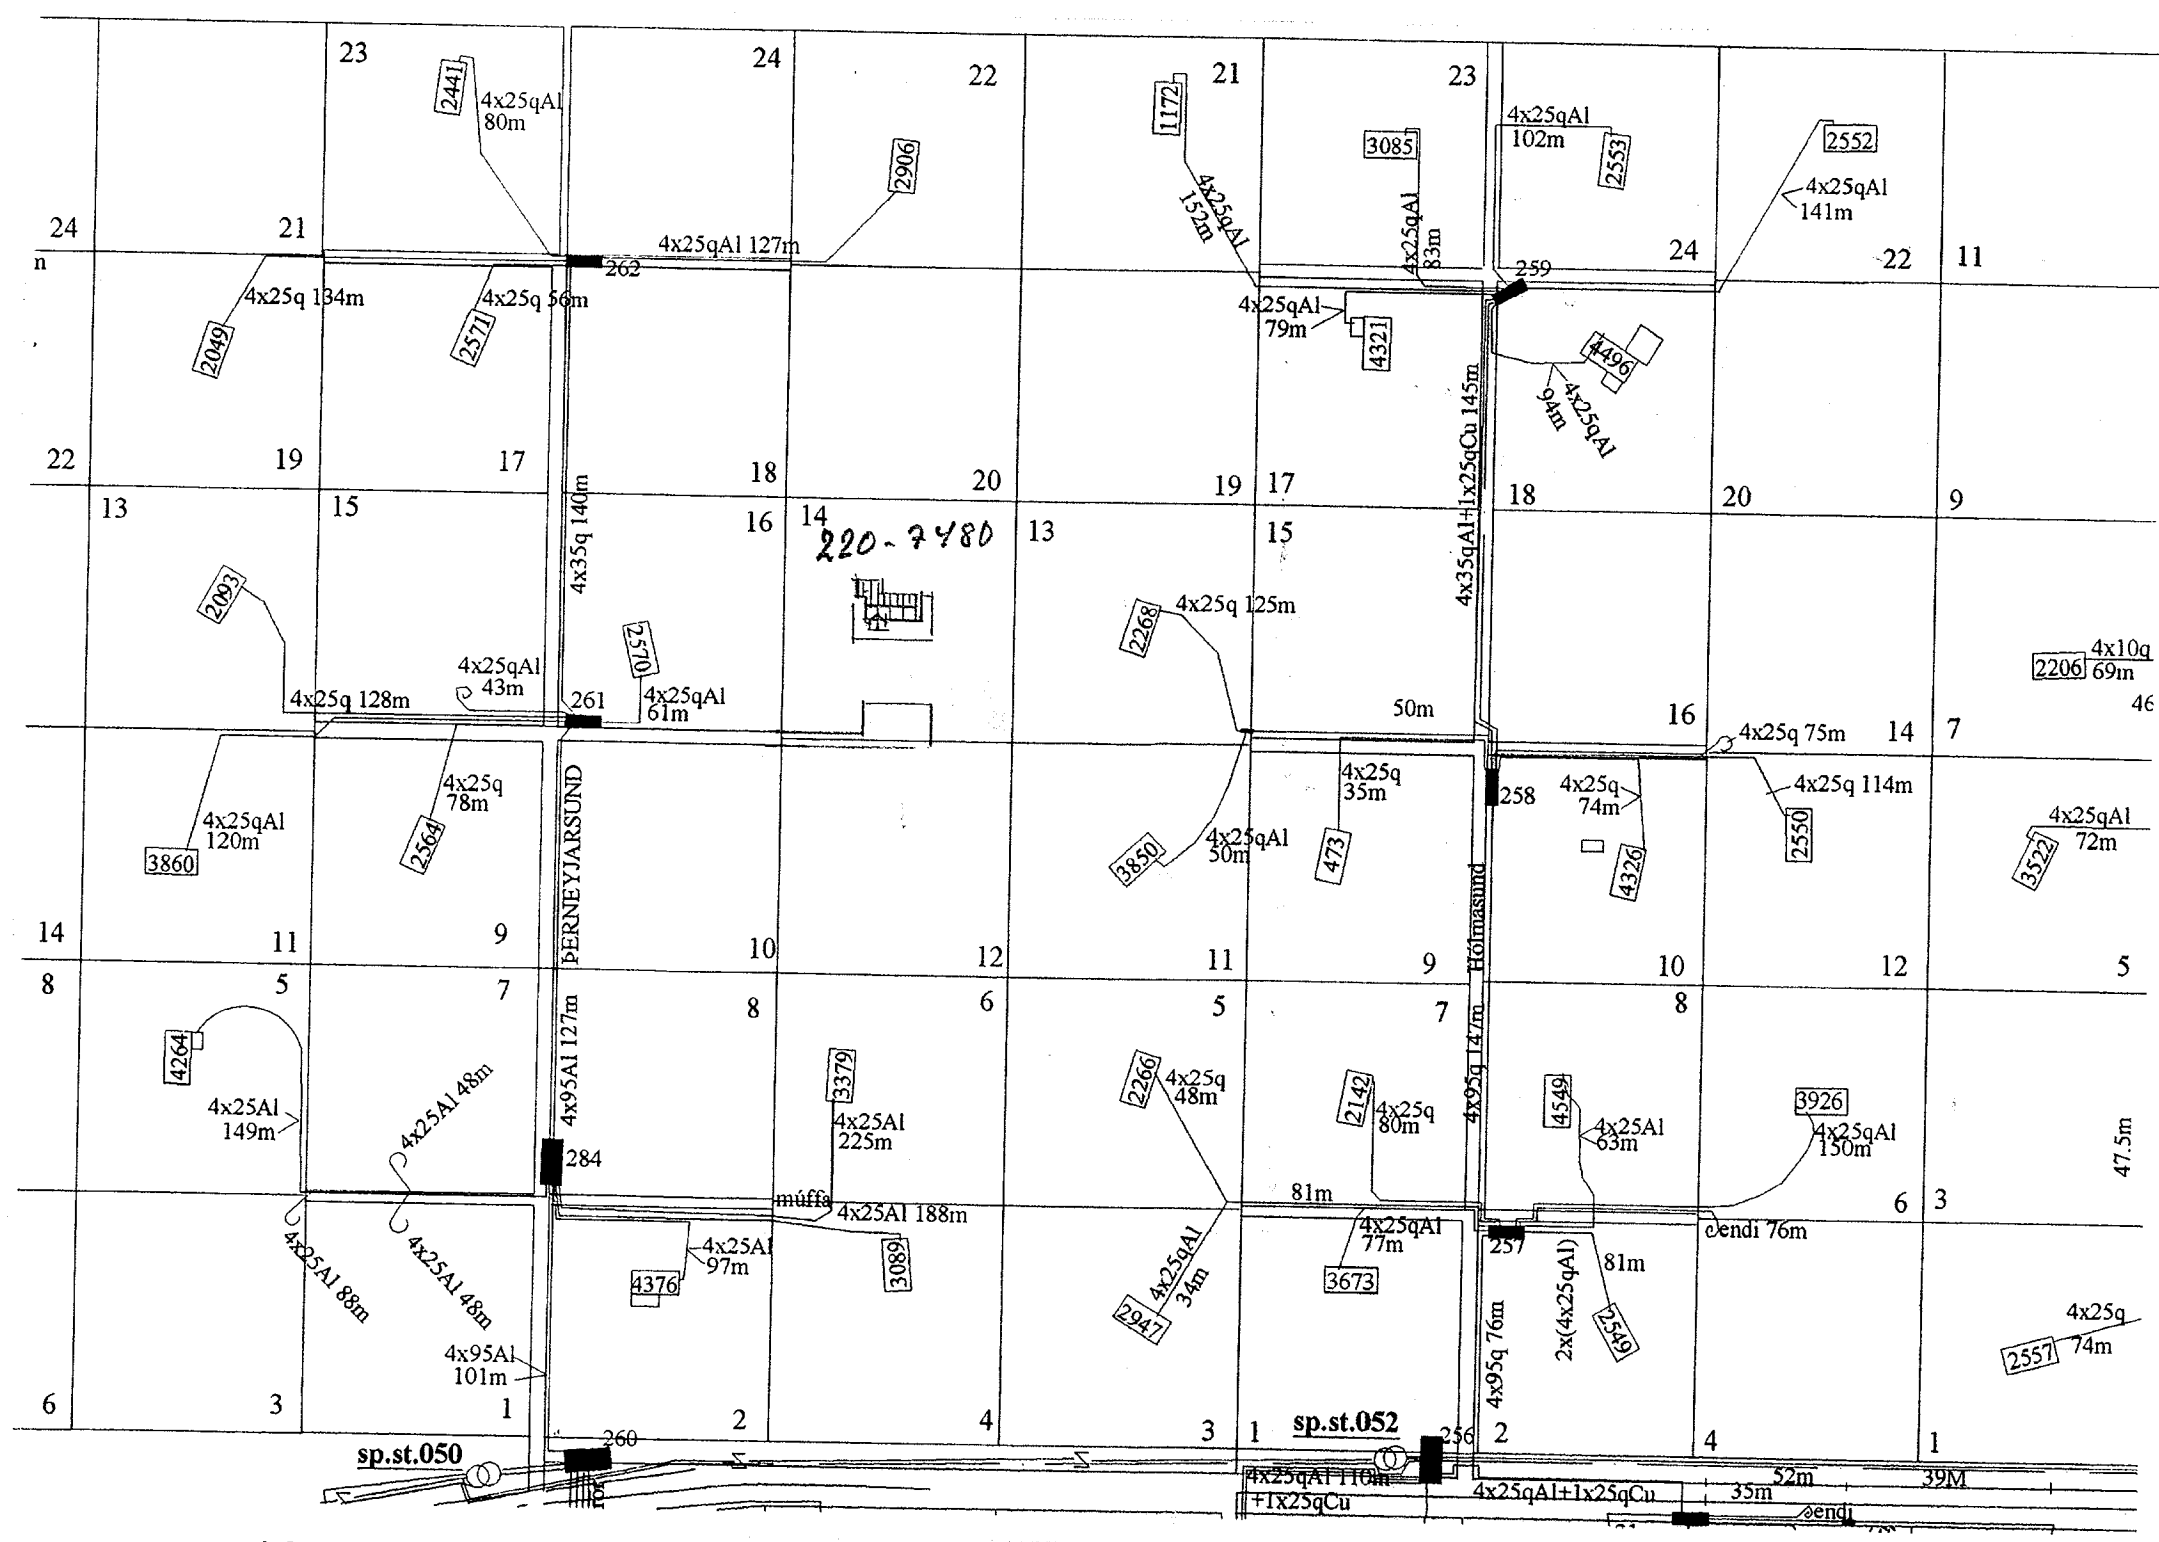 23
24
22
21
23
2441
4x25qAl
80m
1172
3085
4x25qAl
102m
2553
2552
2906
4x25qAl
152m
4x25qAl
83m
4x25qAl
141m
24
21
24
22
11
n
4x25qAl 127m
262
259
4x25q 134m
4x25q 56m
4x25qAl
79m
2049
2571
4321
4496
4x25qAl
94m
4x35qAl+1x25qCu 145m
22
19
17
18
20
19
17
18
20
9
13
15
16
14
13
15
4x35q 140m
220-7480
2093
2570
2268
4x25q 125m
2206
4x10q
69m
46
4x25qAl
43m
4x25q 128m
261
4x25qAl
61m
50m
16
4x25q 75m
14
7
4x25q
78m
4x25q
35m
258
4x25q
74m
4x25q 114m
4x25qAl
120m
3860
2564
ÞERNEYJARSUND
3850
4x25qAl
50m
473
4326
2550
4x25qAl
72m
3522
Hólmasund
14
11
9
10
12
11
9
10
12
5
8
5
7
8
6
5
7
8
4x95Al 127m
4x95q 147m
4264
4x25Al
149m
4x25Al 48m
3379
4x25Al
225m
2266
4x25q
48m
2142
4x25q
80m
4549
4x25Al
63m
3926
4x25qAl
150m
47.5m
284
múffa
4x25Al 188m
81m
6
3
4x25Al 88m
4x25Al 48m
4x25Al
97m
4376
3089
4x25qAl
34m
2947
4x25qAl
77m
3673
257
2x(4x25qAl)
81m
endi 76m
2549
4x25q
74m
2557
4x95Al
101m
4x95q 76m
6
3
1
2
4
3
1
2
4
1
sp.st.050
260
sp.st.052
256
4x25qAl 110m
+1x25qCu
4x25qAl+1x25qCu
35m
52m
39M
endi